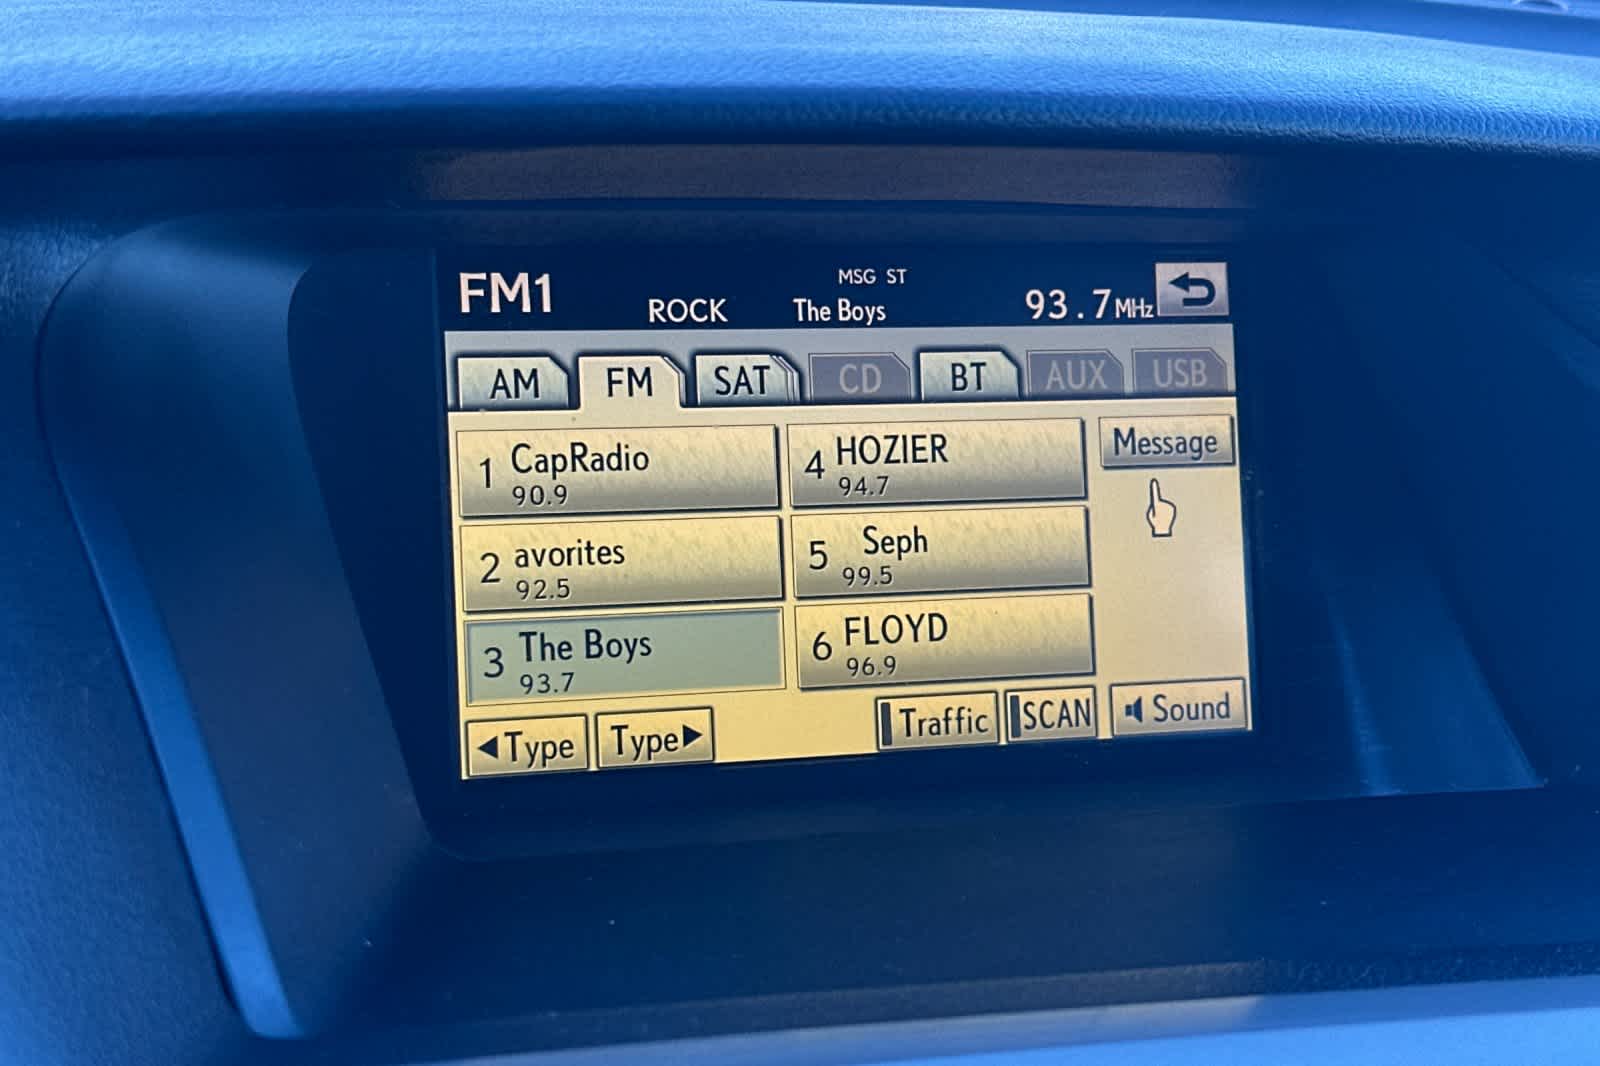 FM1
MSG ST
ROCK The Boys 93.7MHz
AM FM SAT CD BT AUX USB
1 CapRadio
90.9
4 HOZIER
94.7
Message
2 avorites
92.5
5 Seph
99.5
3 The Boys
93.7
6 FLOYD
96.9
◀Type Type▶ Traffic SCAN Sound